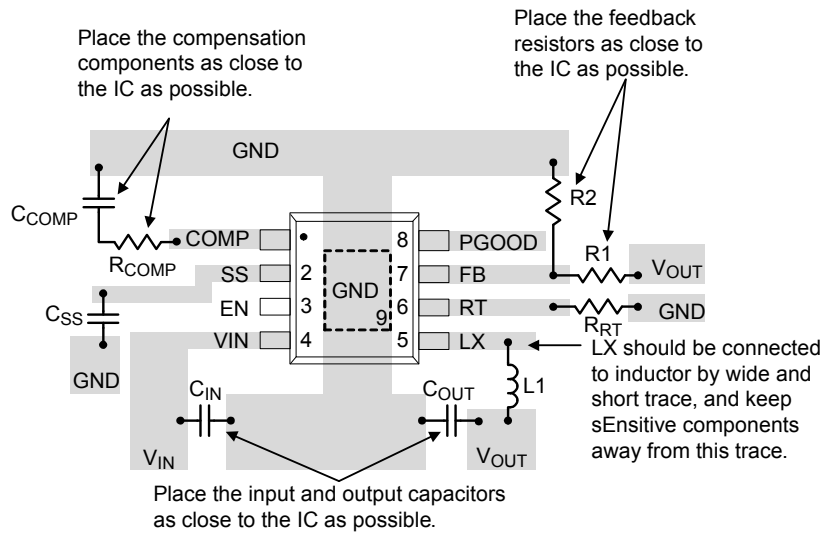 Place the compensation
components as close to
the IC as possible.
Place the feedback
resistors as close to
the IC as possible.
GND
R2
CCOMP
RCOMP
COMP
8
PGOOD
R1
VOUT
SS
2
7
FB
GND
EN
3
6
RT
RRT
GND
9
CSS
VIN
4
5
LX
GND
LX should be connected
to inductor by wide and
short trace, and keep
sEnsitive components
away from this trace.
CIN
COUT
L1
VIN
VOUT
Place the input and output capacitors
as close to the IC as possible.